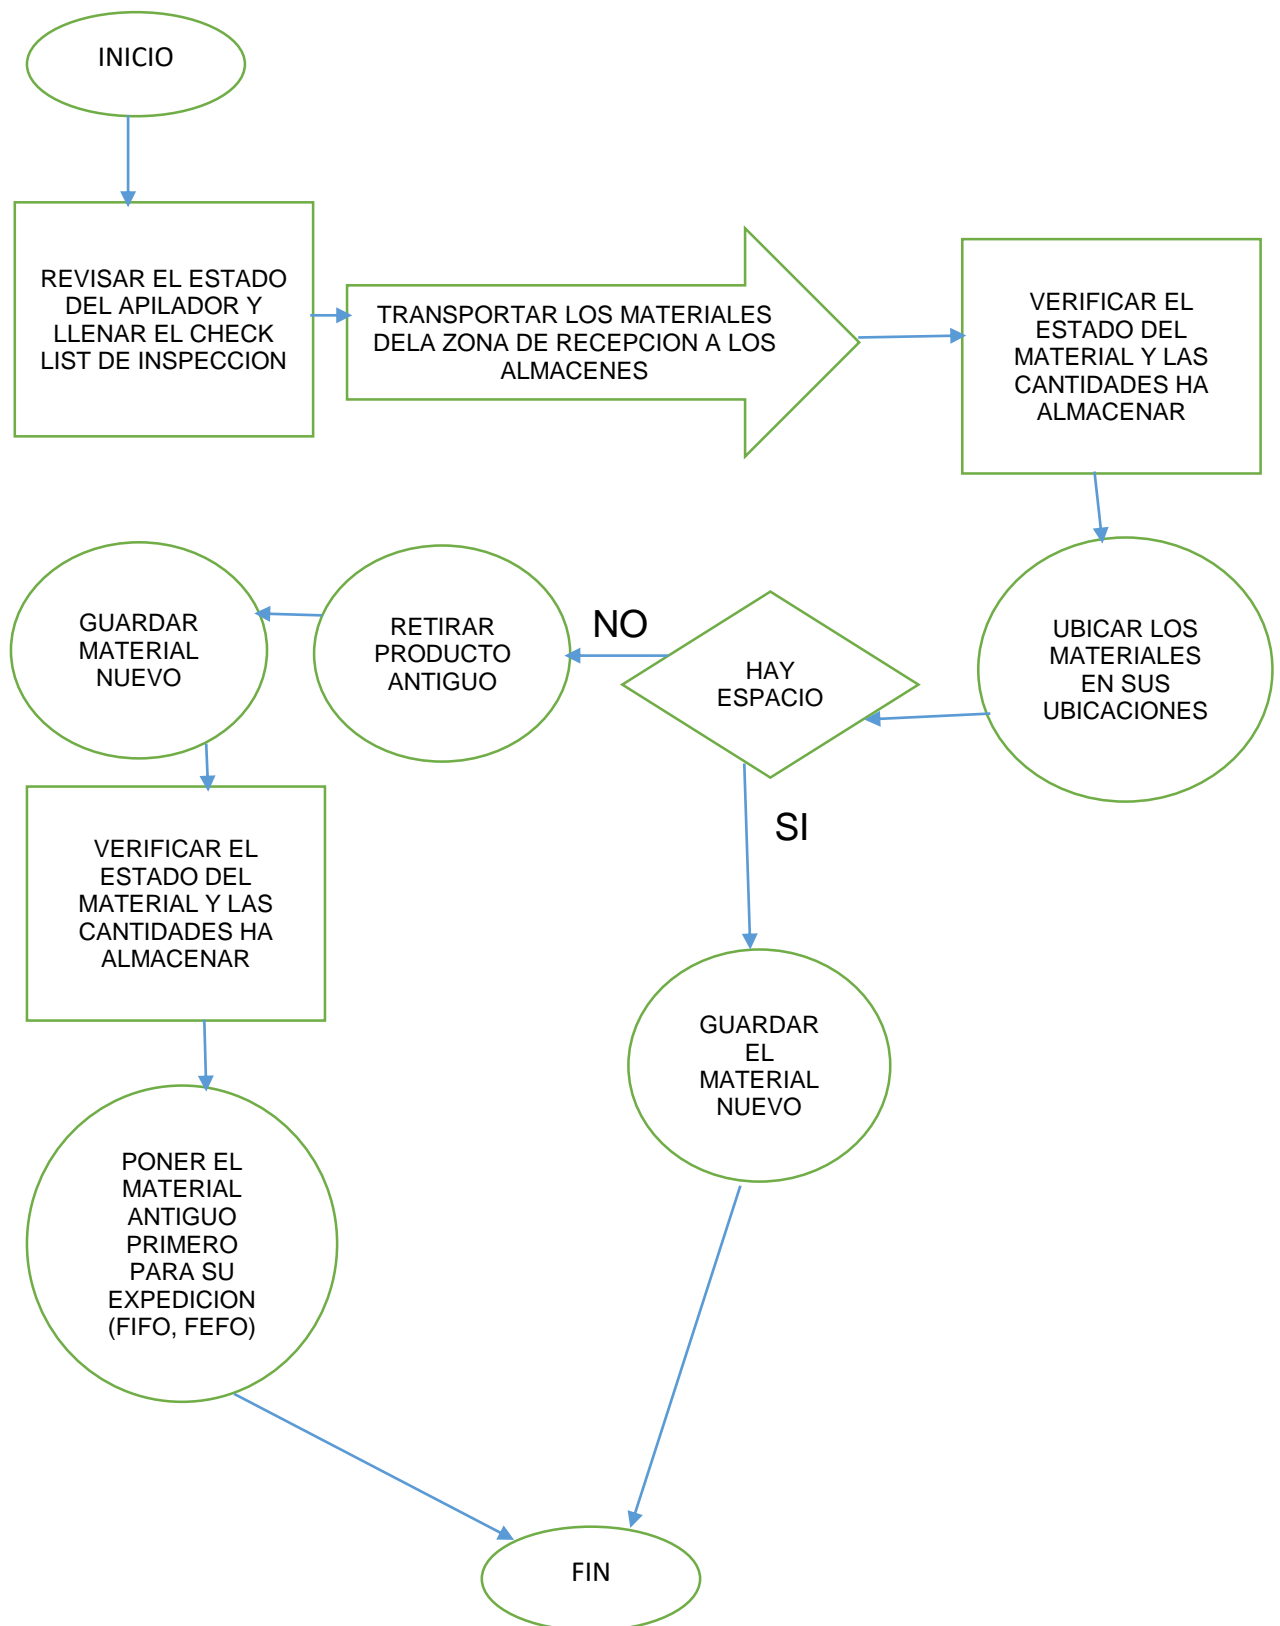 INICIO
REVISAR EL ESTADO
DEL APILADOR Y
LLENAR EL CHECK
LIST DE INSPECCION
TRANSPORTAR LOS MATERIALES
DELA ZONA DE RECEPCION A LOS
ALMACENES
VERIFICAR EL
ESTADO DEL
MATERIAL Y LAS
CANTIDADES HA
ALMACENAR
UBICAR LOS
MATERIALES
EN SUS
UBICACIONES
HAY
ESPACIO
NO
RETIRAR
PRODUCTO
ANTIGUO
GUARDAR
MATERIAL
NUEVO
VERIFICAR EL
ESTADO DEL
MATERIAL Y LAS
CANTIDADES HA
ALMACENAR
PONER EL
MATERIAL
ANTIGUO
PRIMERO
PARA SU
EXPEDICION
(FIFO, FEFO)
SI
GUARDAR
EL
MATERIAL
NUEVO
FIN